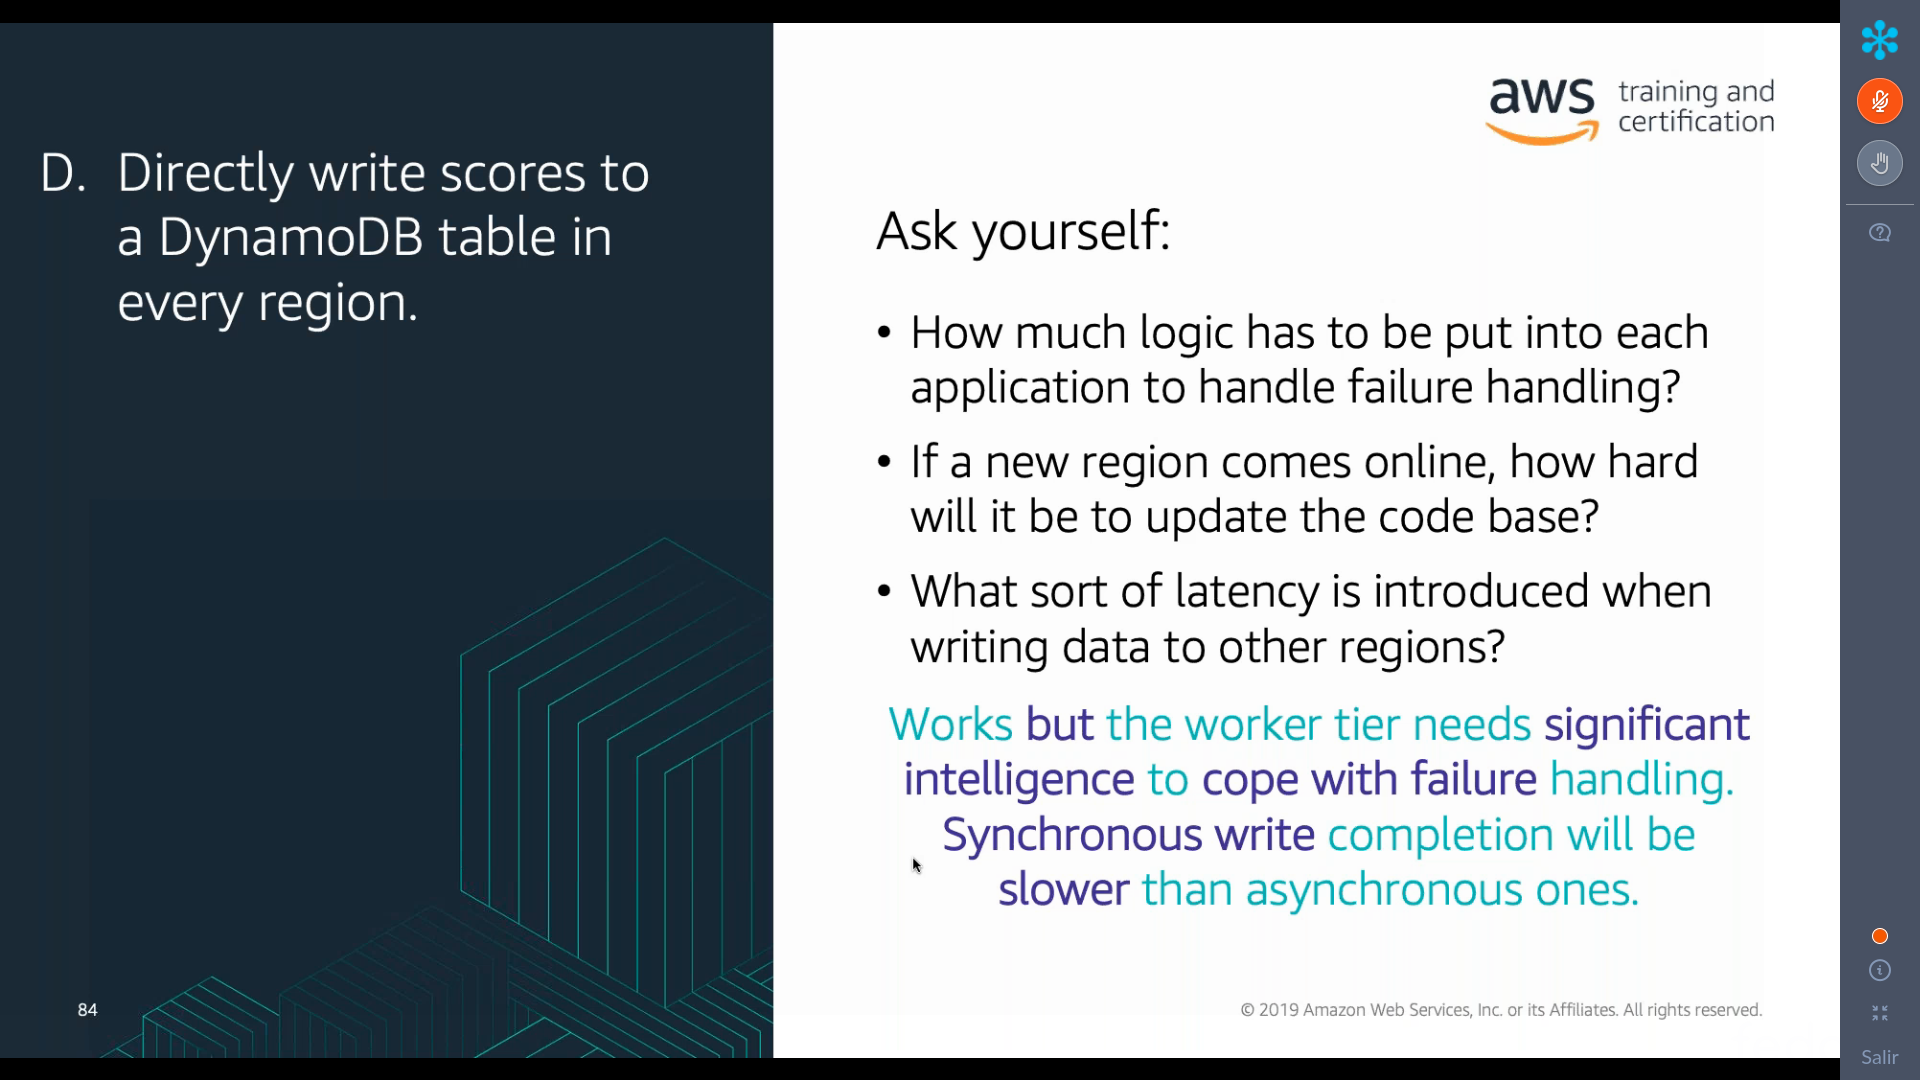 D. Directly write scores to
a DynamoDB table in
every region.
84
aws training and
certification
Ask yourself:
• How much logic has to be put into each
application to handle failure handling?
• If a new region comes online, how hard
will it be to update the code base?
• What sort of latency is introduced when
writing data to other regions?
Works but the worker tier needs significant
intelligence to cope with failure handling.
Synchronous write completion will be
slower than asynchronous ones.
© 2019 Amazon Web Services, Inc. or its Affiliates. All rights reserved.
Salir